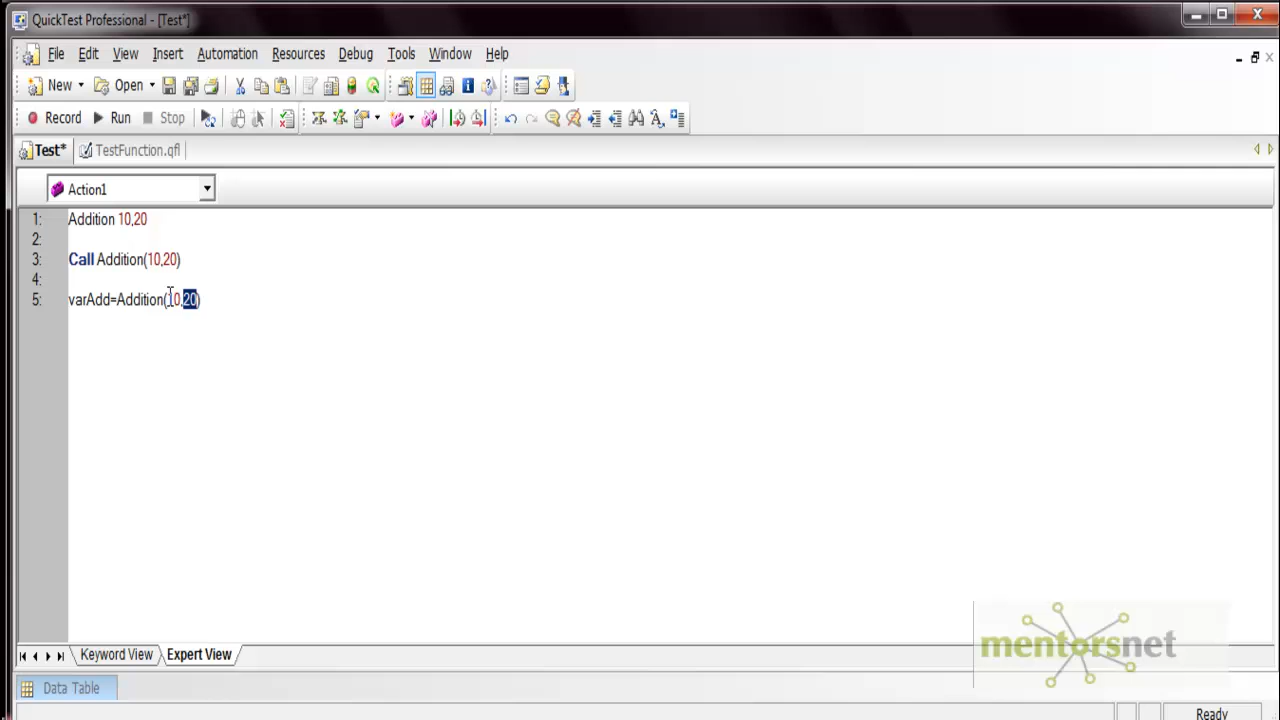 QuickTest Professional - [Test*]
File Edit View Insert Automation Resources Debug Tools Window Help
New Open
Record Run Stop
Test* TestFunction.qfl
Action1
1: Addition 10,20
2:
3: Call Addition(10,20)
4:
5: varAdd=Addition(10,20)
mentorsnet
Keyword View Expert View
Data Table
Ready